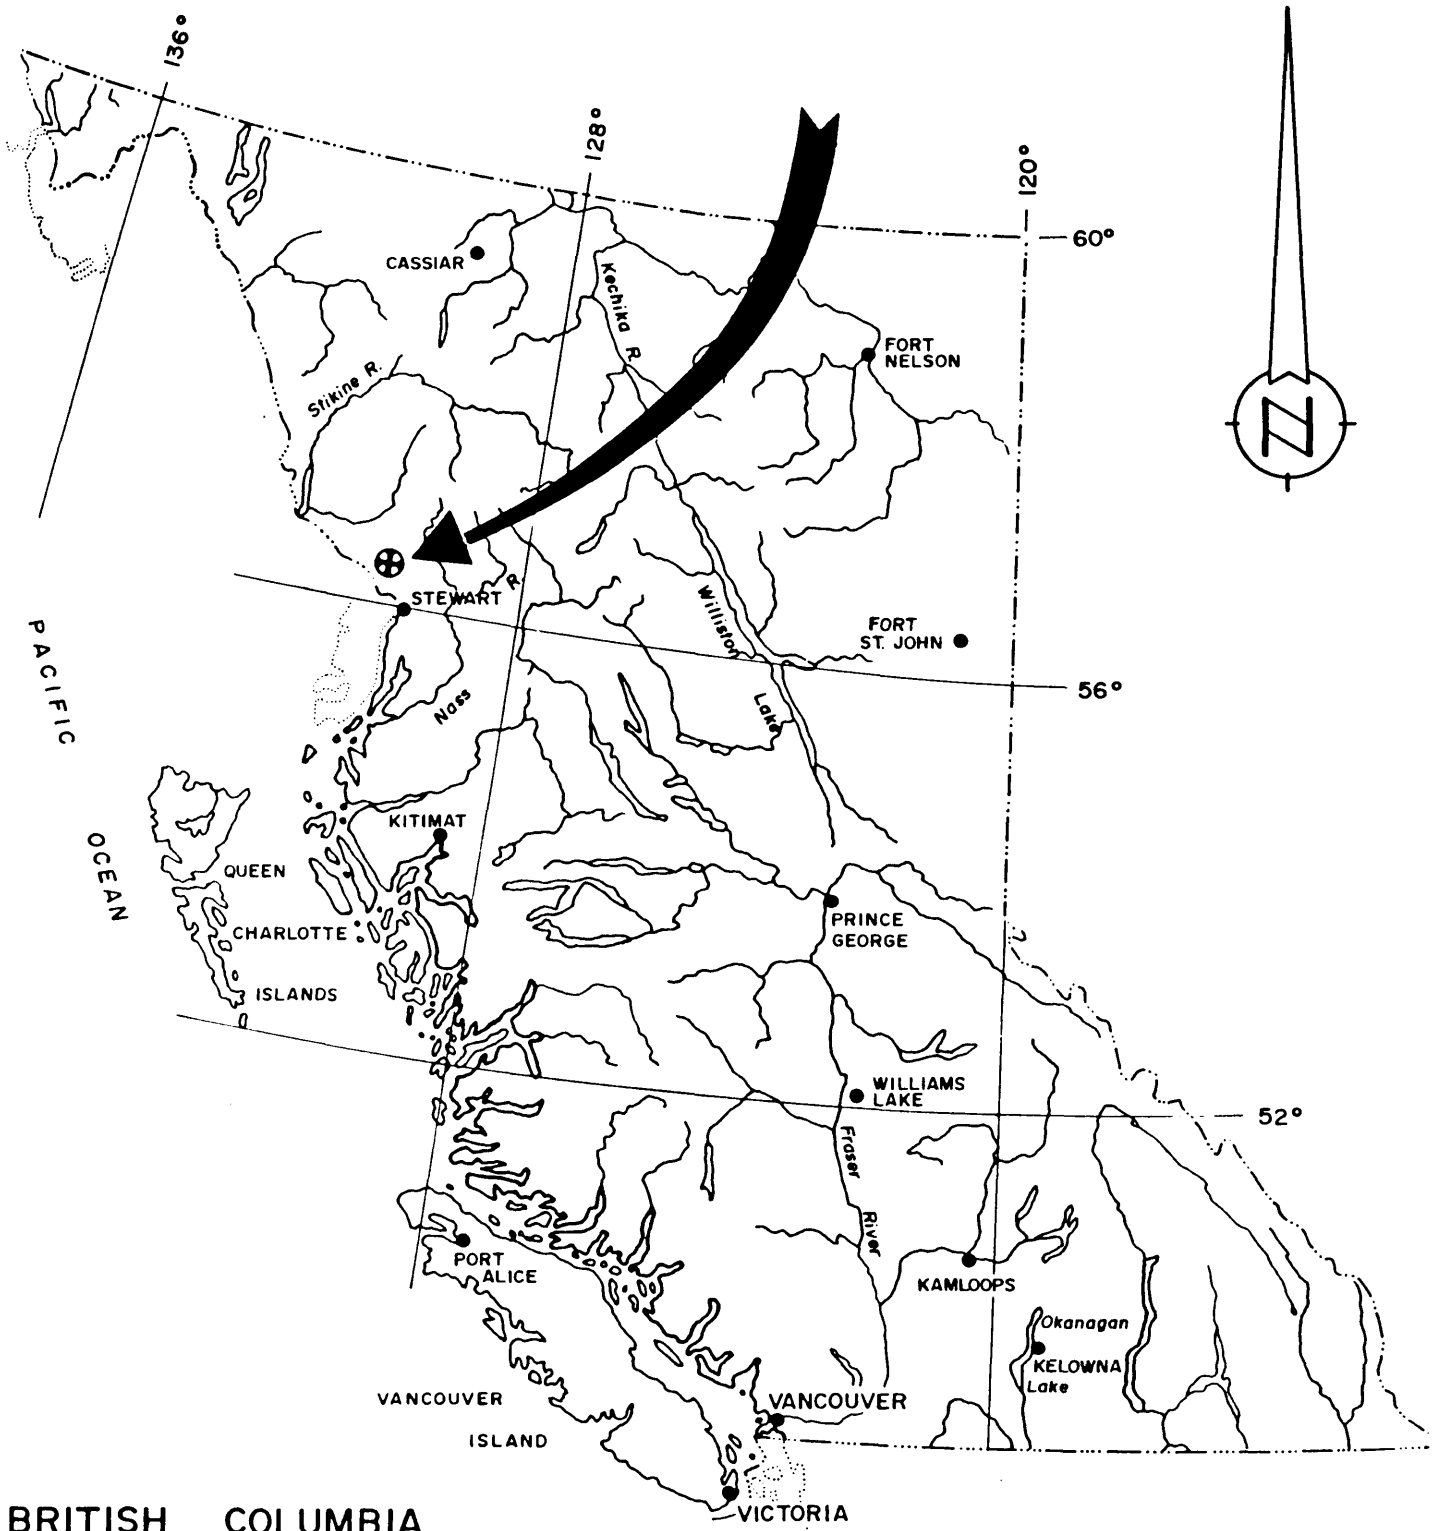 136°
128°
120°
60°
CASSIAR
Kechika R.
FORT
NELSON
Stikine R.
N
STEWART
R.
Williston
FORT
ST. JOHN
PACIFIC
56°
Nass
Lake
KITIMAT
OCEAN
QUEEN
PRINCE
GEORGE
CHARLOTTE
ISLANDS
WILLIAMS
LAKE
52°
Fraser
River
PORT
ALICE
KAMLOOPS
Okanagan
KELOWNA
Lake
VANCOUVER
VANCOUVER
ISLAND
VICTORIA
BRITISH COLUMBIA